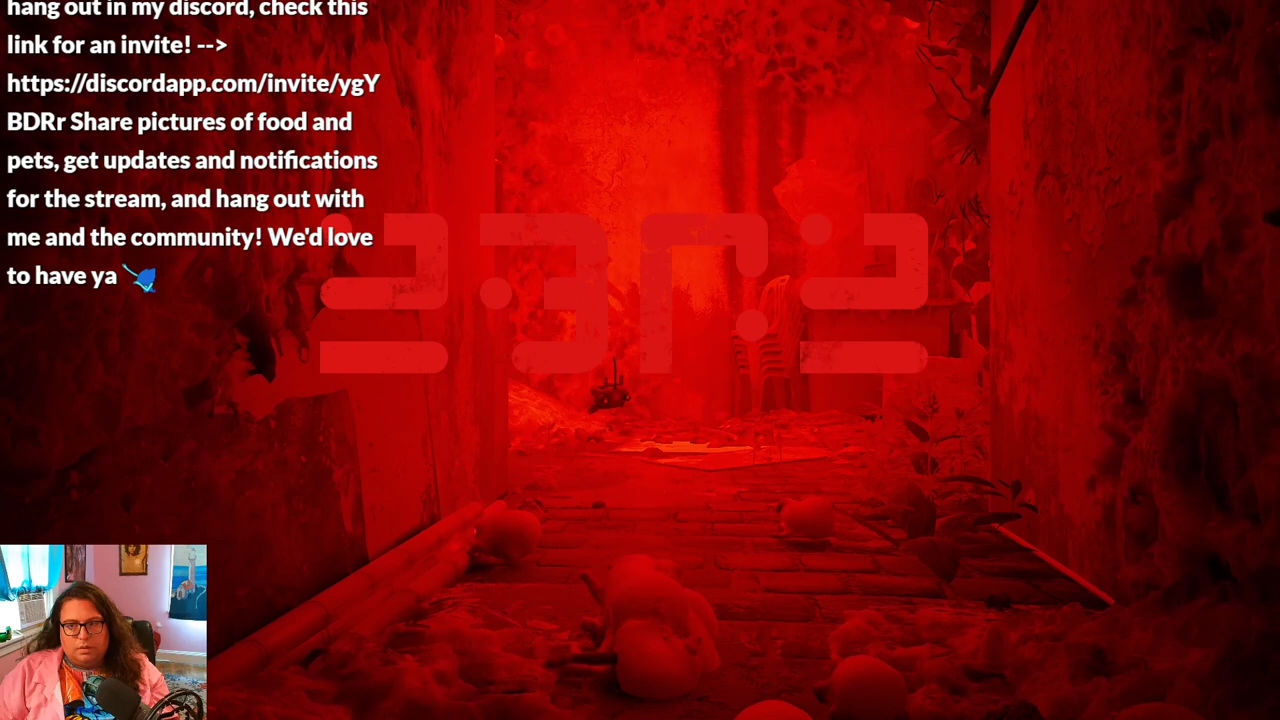 hang out in my discord, check this
link for an invite! -->
https://discordapp.com/invite/ygY
BDRr Share pictures of food and
pets, get updates and notifications
for the stream, and hang out with
me and the community! We'd love
to have ya